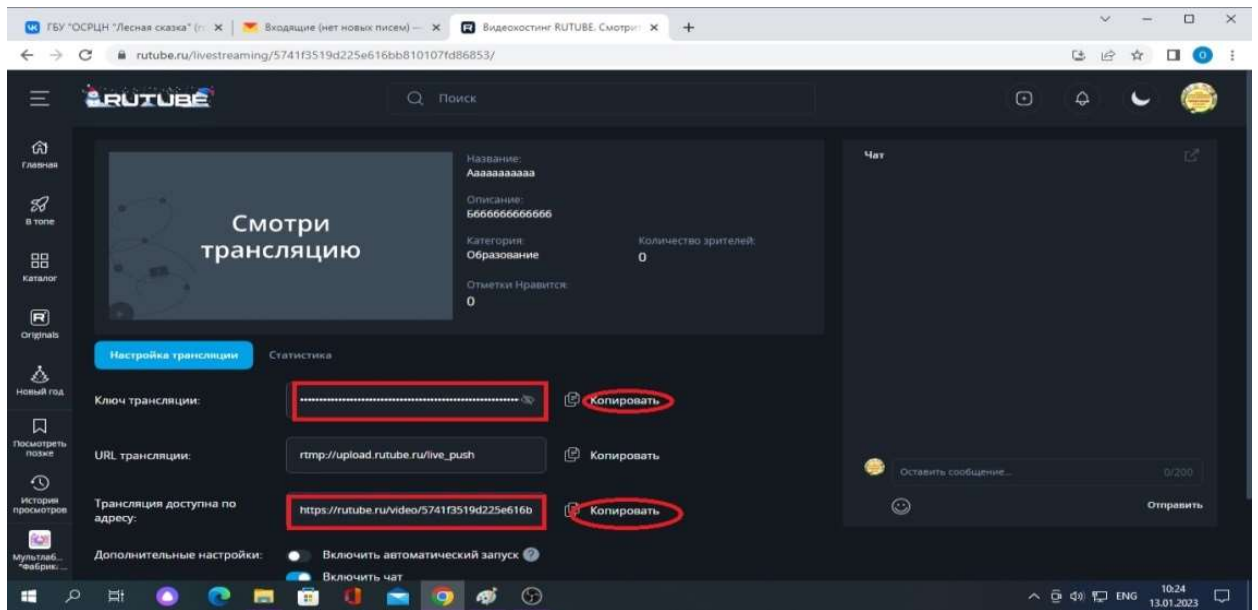 ГБУ "ОСРЦН "Лесная сказка" (г
Входящие (нет новых писем) —
Видеохостинг RUTUBE. Смотри
rutube.ru/livestreaming/5741f3519d225e616bb810107fd86853/
RUTUBE
Поиск
Главная
В топе
Каталог
Originals
Новый год
Посмотреть
позже
История
просмотров
Мультлаб...
"Фабрик...
Смотри
трансляцию
Название:
Ааааааааааа
Описание:
Ббббббббббббб
Категория:
Образование
Количество зрителей:
0
Отметки Нравится:
0
Чат
Настройка трансляции
Статистика
Ключ трансляции:
Копировать
URL трансляции:
rtmp://upload.rutube.ru/live_push
Копировать
Трансляция доступна по
адресу:
https://rutube.ru/video/5741f3519d225e616b
Копировать
Дополнительные настройки:
Включить автоматический запуск
Включить чат
Оставить сообщение...
0/200
Отправить
ENG
10:24
13.01.2023